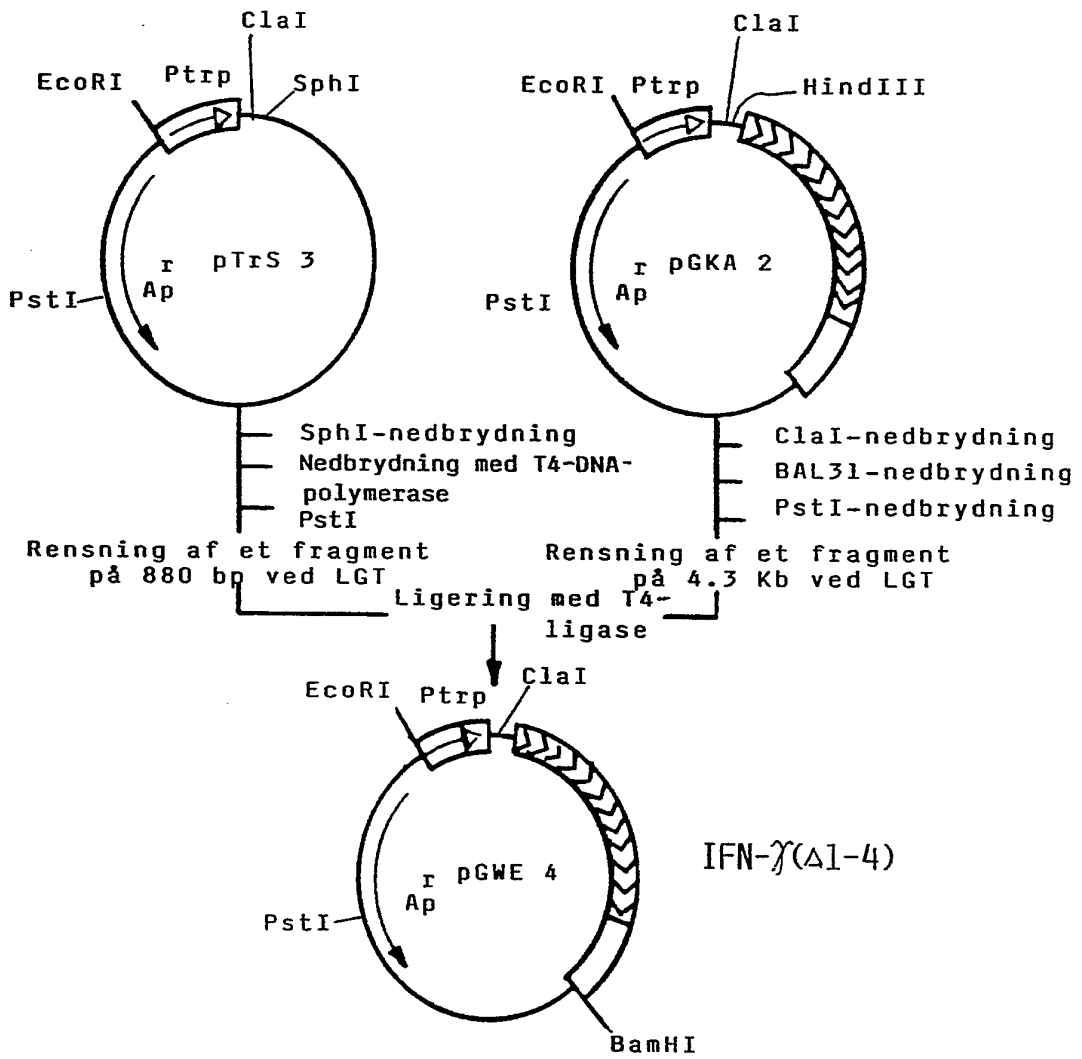 ClaI
EcoRI
Ptrp
SphI
pTrS 3
r
Ap
PstI
ClaI
EcoRI
Ptrp
HindIII
pGKA 2
r
Ap
PstI
SphI-nedbrydning
Nedbrydning med T4-DNA-
polymerase
PstI
Rensning af et fragment
på 880 bp ved LGT
ClaI-nedbrydning
BAL31-nedbrydning
PstI-nedbrydning
Rensning af et fragment
på 4.3 Kb ved LGT
Ligering med T4-
ligase
EcoRI
Ptrp
ClaI
pGWE 4
r
Ap
PstI
BamHI
IFN-γ(Δ1-4)